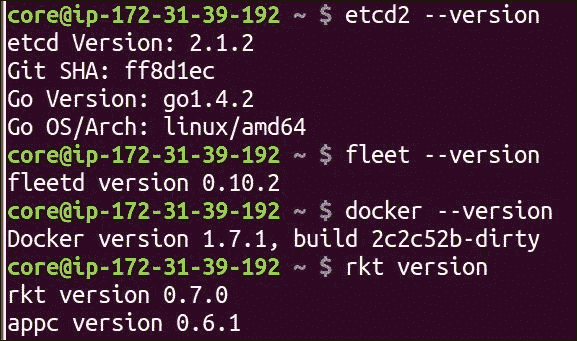 core@ip-172-31-39-192 ~ $ etcd2 --version
etcd Version: 2.1.2
Git SHA: ff8d1ec
Go Version: go1.4.2
Go OS/Arch: linux/amd64
core@ip-172-31-39-192 ~ $ fleet --version
fleetd version 0.10.2
core@ip-172-31-39-192 ~ $ docker --version
Docker version 1.7.1, build 2c2c52b-dirty
core@ip-172-31-39-192 ~ $ rkt version
rkt version 0.7.0
appc version 0.6.1